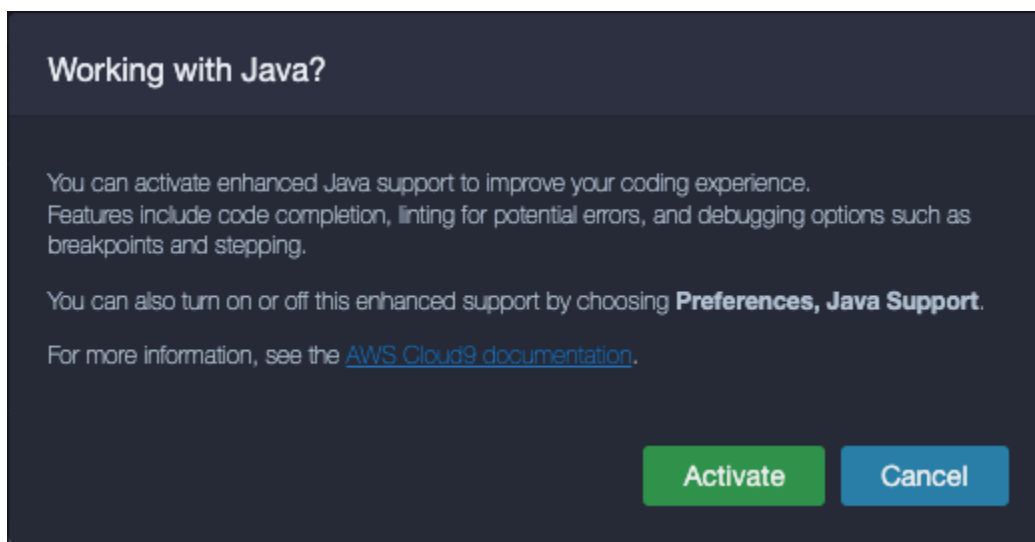 Working with Java?
You can activate enhanced Java support to improve your coding experience.
Features include code completion, linting for potential errors, and debugging options such as
breakpoints and stepping.
You can also turn on or off this enhanced support by choosing Preferences, Java Support.
For more information, see the AWS Cloud9 documentation.
Activate
Cancel